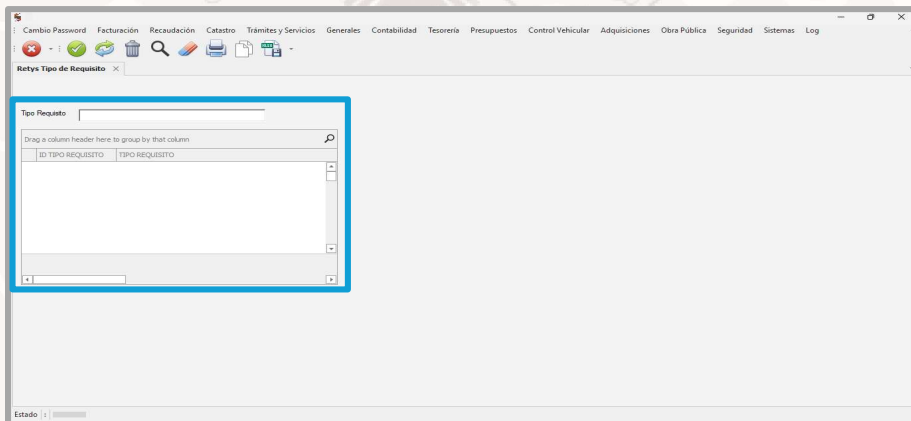 Cambio Password Facturación Recaudación Catastro Trámites y Servicios Generales Contabilidad Tesorería Presupuestos Control Vehicular Adquisiciones Obra Pública Seguridad Sistemas Log
Retys Tipo de Requisito
Tipo Requisito
Drag a column header here to group by that column
ID TIPO REQUISITO TIPO REQUISITO
Estado :